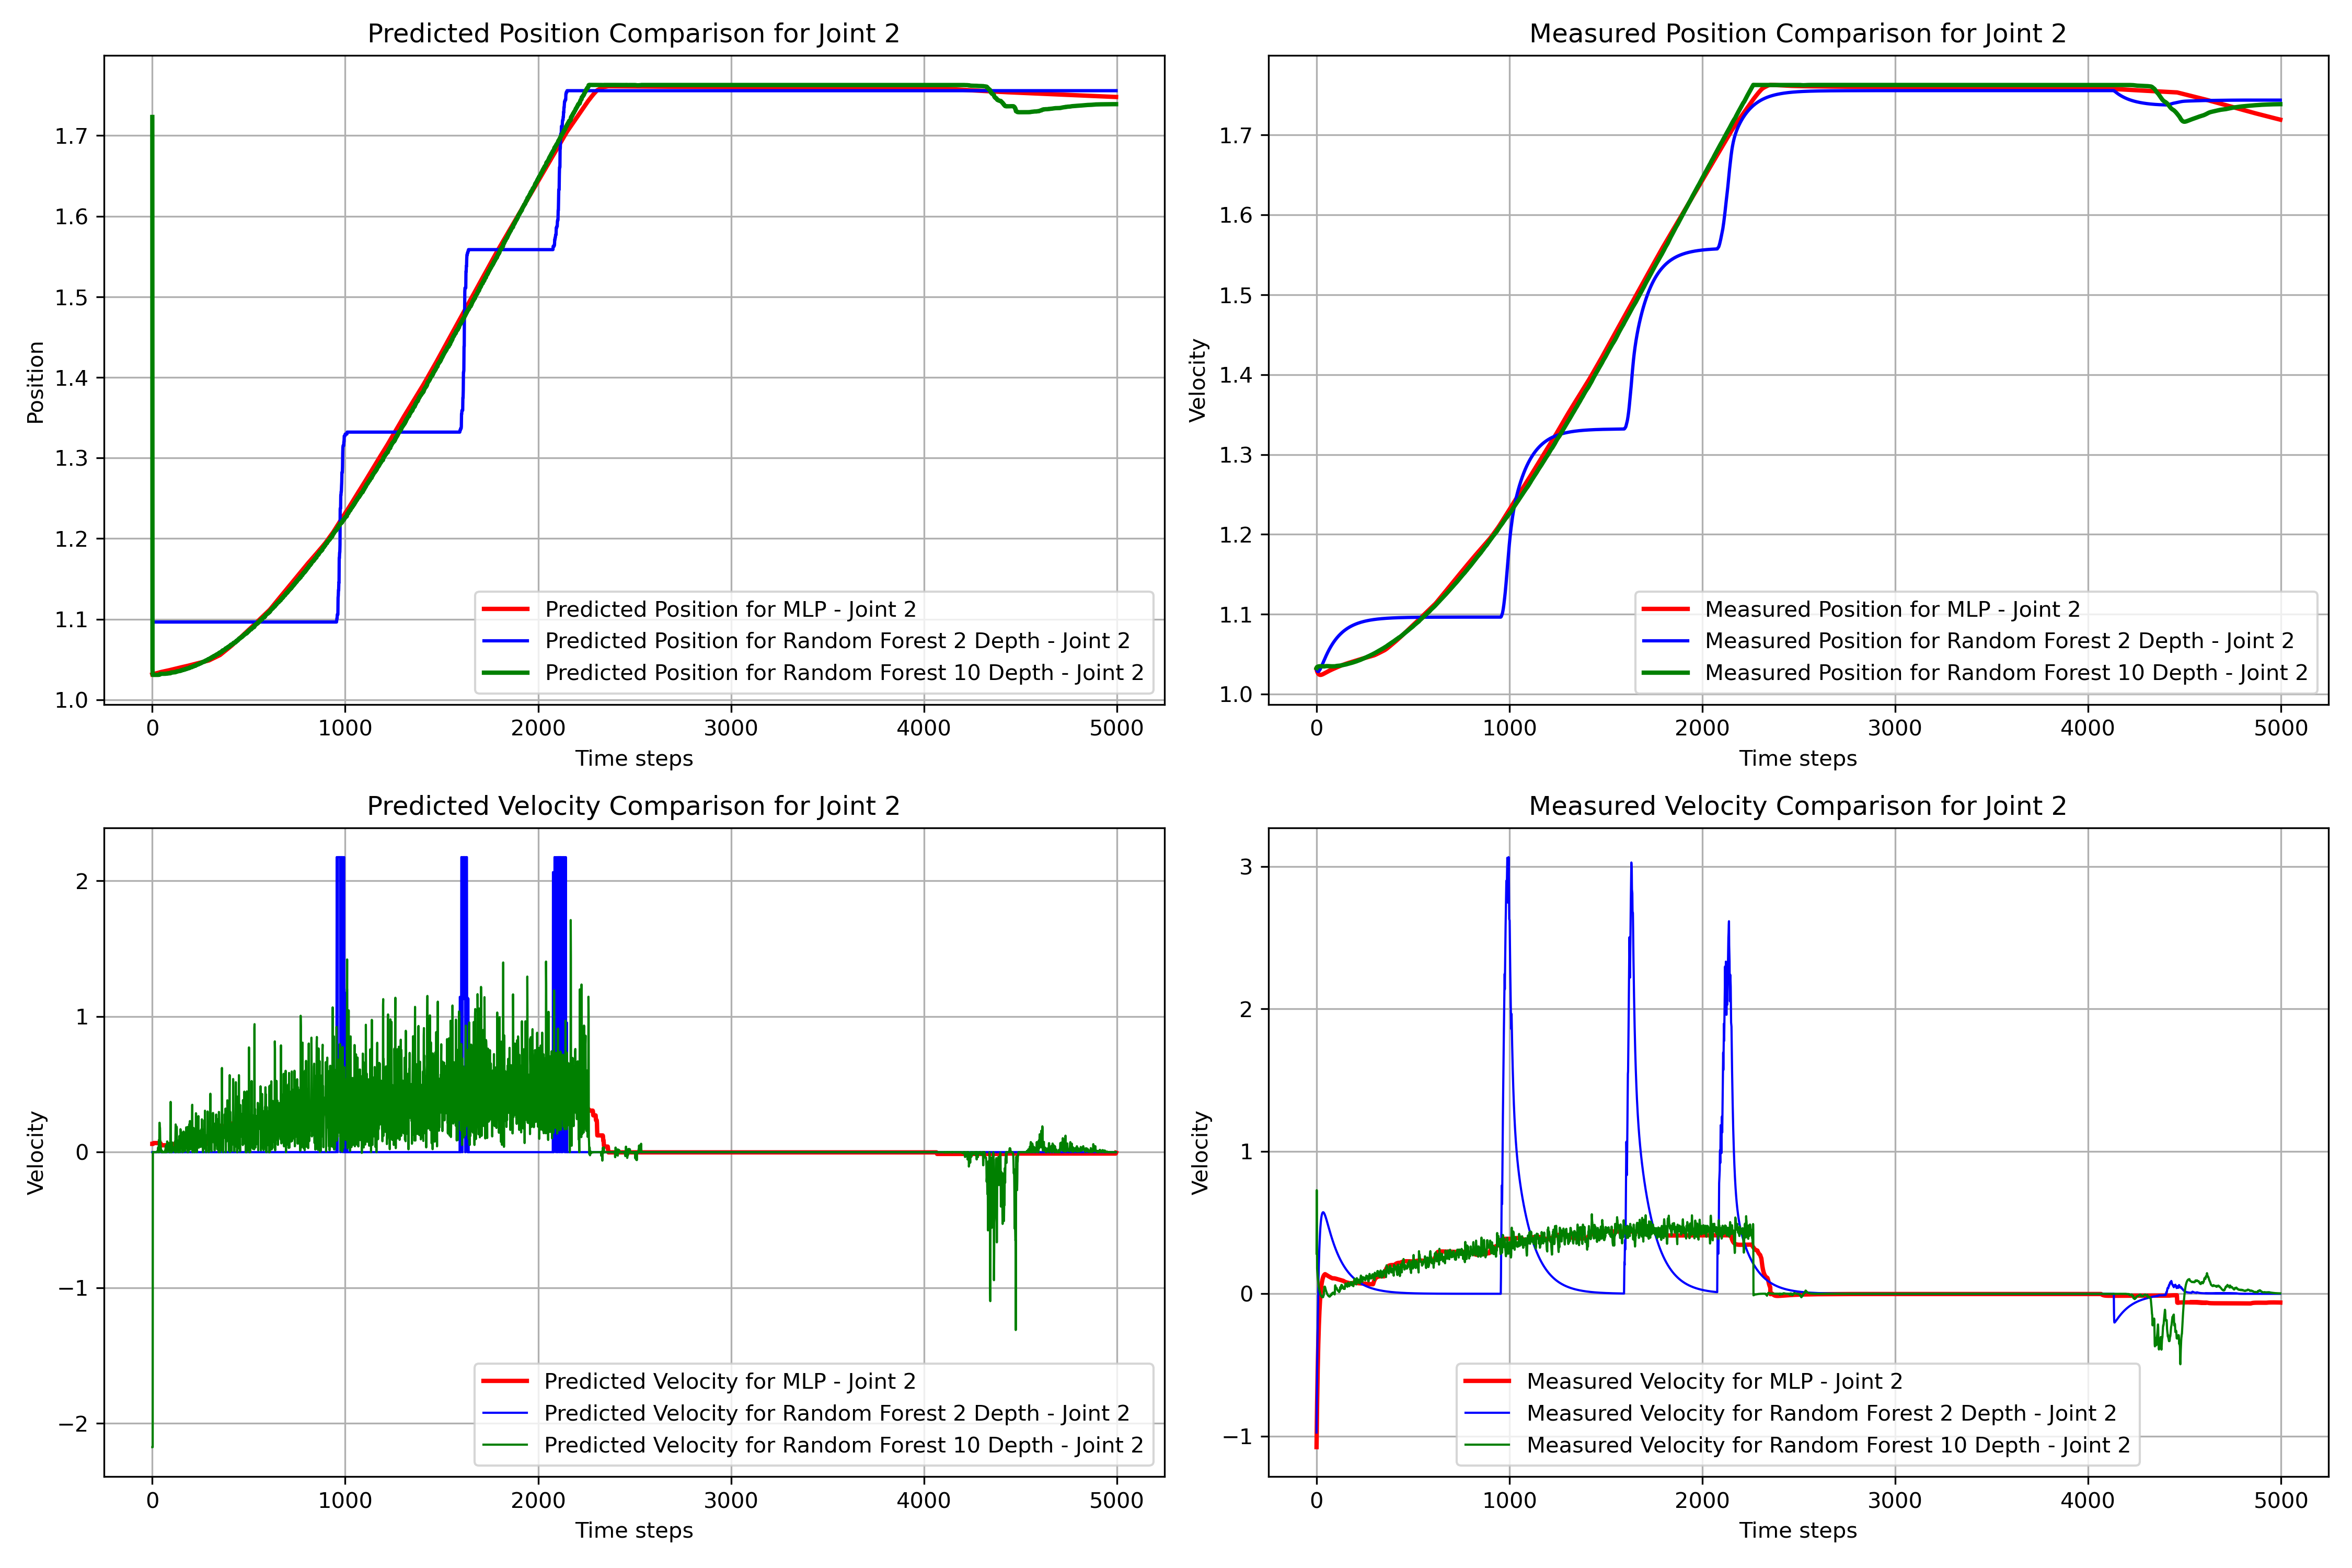 Predicted Position Comparison for Joint 2
Position
1.7
1.6
1.5
1.4
1.3
1.2
1.1
1.0
Predicted Position for MLP - Joint 2
Predicted Position for Random Forest 2 Depth - Joint 2
Predicted Position for Random Forest 10 Depth - Joint 2
0 1000 2000 3000 4000 5000
Time steps
Measured Position Comparison for Joint 2
Velocity
1.7
1.6
1.5
1.4
1.3
1.2
1.1
1.0
Measured Position for MLP - Joint 2
Measured Position for Random Forest 2 Depth - Joint 2
Measured Position for Random Forest 10 Depth - Joint 2
0 1000 2000 3000 4000 5000
Time steps
Predicted Velocity Comparison for Joint 2
Velocity
2
1
0
−1
−2
Predicted Velocity for MLP - Joint 2
Predicted Velocity for Random Forest 2 Depth - Joint 2
Predicted Velocity for Random Forest 10 Depth - Joint 2
0 1000 2000 3000 4000 5000
Time steps
Measured Velocity Comparison for Joint 2
Velocity
3
2
1
0
−1
Measured Velocity for MLP - Joint 2
Measured Velocity for Random Forest 2 Depth - Joint 2
Measured Velocity for Random Forest 10 Depth - Joint 2
0 1000 2000 3000 4000 5000
Time steps